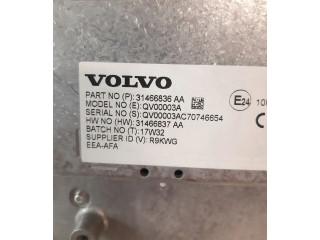 VOLVO
PART NO (P): 31466836 AA
MODEL NO (E): QV00003A
SERIAL NO (S): QV00003AC70746654
HW NO (HW): 31466837 AA
BATCH NO (T): 17W32
SUPPLIER ID (V): R9KWG
EEA-AFA
E24